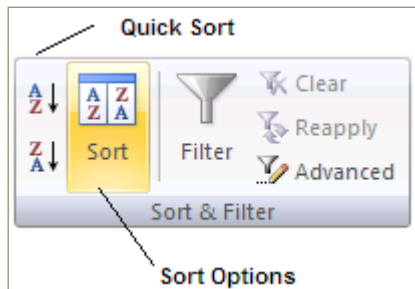 Quick Sort
A
Z
A Z
Z A
Z
A
Sort
Filter
Clear
Reapply
Advanced
Sort & Filter
Sort Options